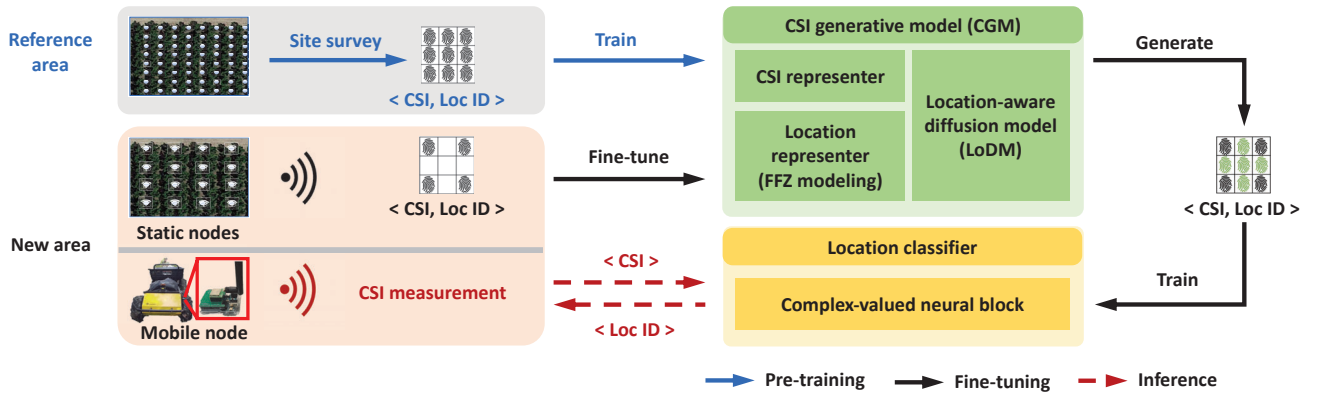 Reference
area
Site survey
< CSI, Loc ID >
Train
CSI generative model (CGM)
CSI representer
Location
representer
(FFZ modeling)
Location-aware
diffusion model
(LoDM)
Generate
< CSI, Loc ID >
New area
Static nodes
< CSI, Loc ID >
Fine-tune
Mobile node
CSI measurement
< CSI >
< Loc ID >
Location classifier
Complex-valued neural block
Train
Pre-training
Fine-tuning
Inference